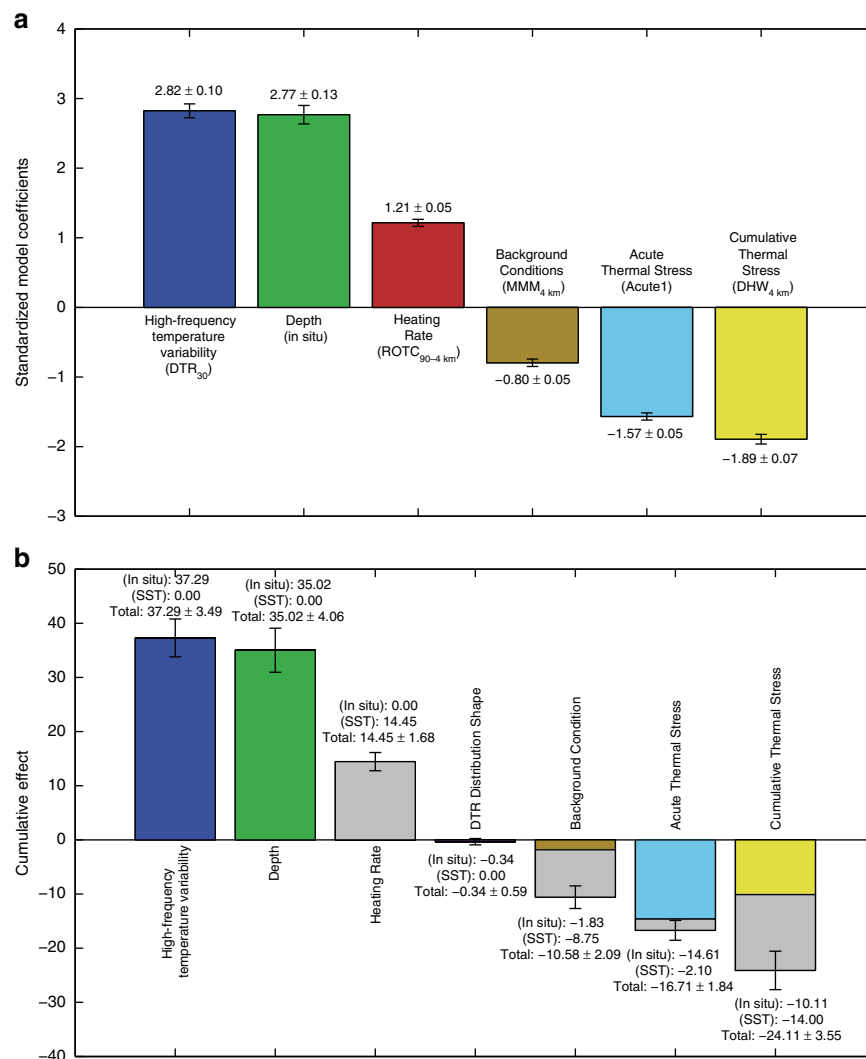 a
Standardized model coefficients
4
3
2
1
0
−1
−2
−3
2.82 ± 0.10
2.77 ± 0.13
1.21 ± 0.05
−0.80 ± 0.05
−1.57 ± 0.05
−1.89 ± 0.07
High-frequency
temperature
variability
(DTR30)
Depth
(in situ)
Heating
Rate
(ROTC90–4 km)
Background
Conditions
(MMM4 km)
Acute
Thermal Stress
(Acute1)
Cumulative
Thermal
Stress
(DHW4 km)
b
Cumulative effect
50
40
30
20
10
0
−10
−20
−30
−40
(In situ): 37.29
(SST): 0.00
Total: 37.29 ± 3.49
(In situ): 35.02
(SST): 0.00
Total: 35.02 ± 4.06
(In situ): 0.00
(SST): 14.45
Total: 14.45 ± 1.68
(In situ): −0.34
(SST): 0.00
Total: −0.34 ± 0.59
(In situ): −1.83
(SST): −8.75
Total: −10.58 ± 2.09
(In situ): −14.61
(SST): −2.10
Total: −16.71 ± 1.84
(In situ): −10.11
(SST): −14.00
Total: −24.11 ± 3.55
High-frequency
temperature variability
Depth
Heating Rate
DTR Distribution Shape
Background Condition
Acute Thermal Stress
Cumulative Thermal Stress